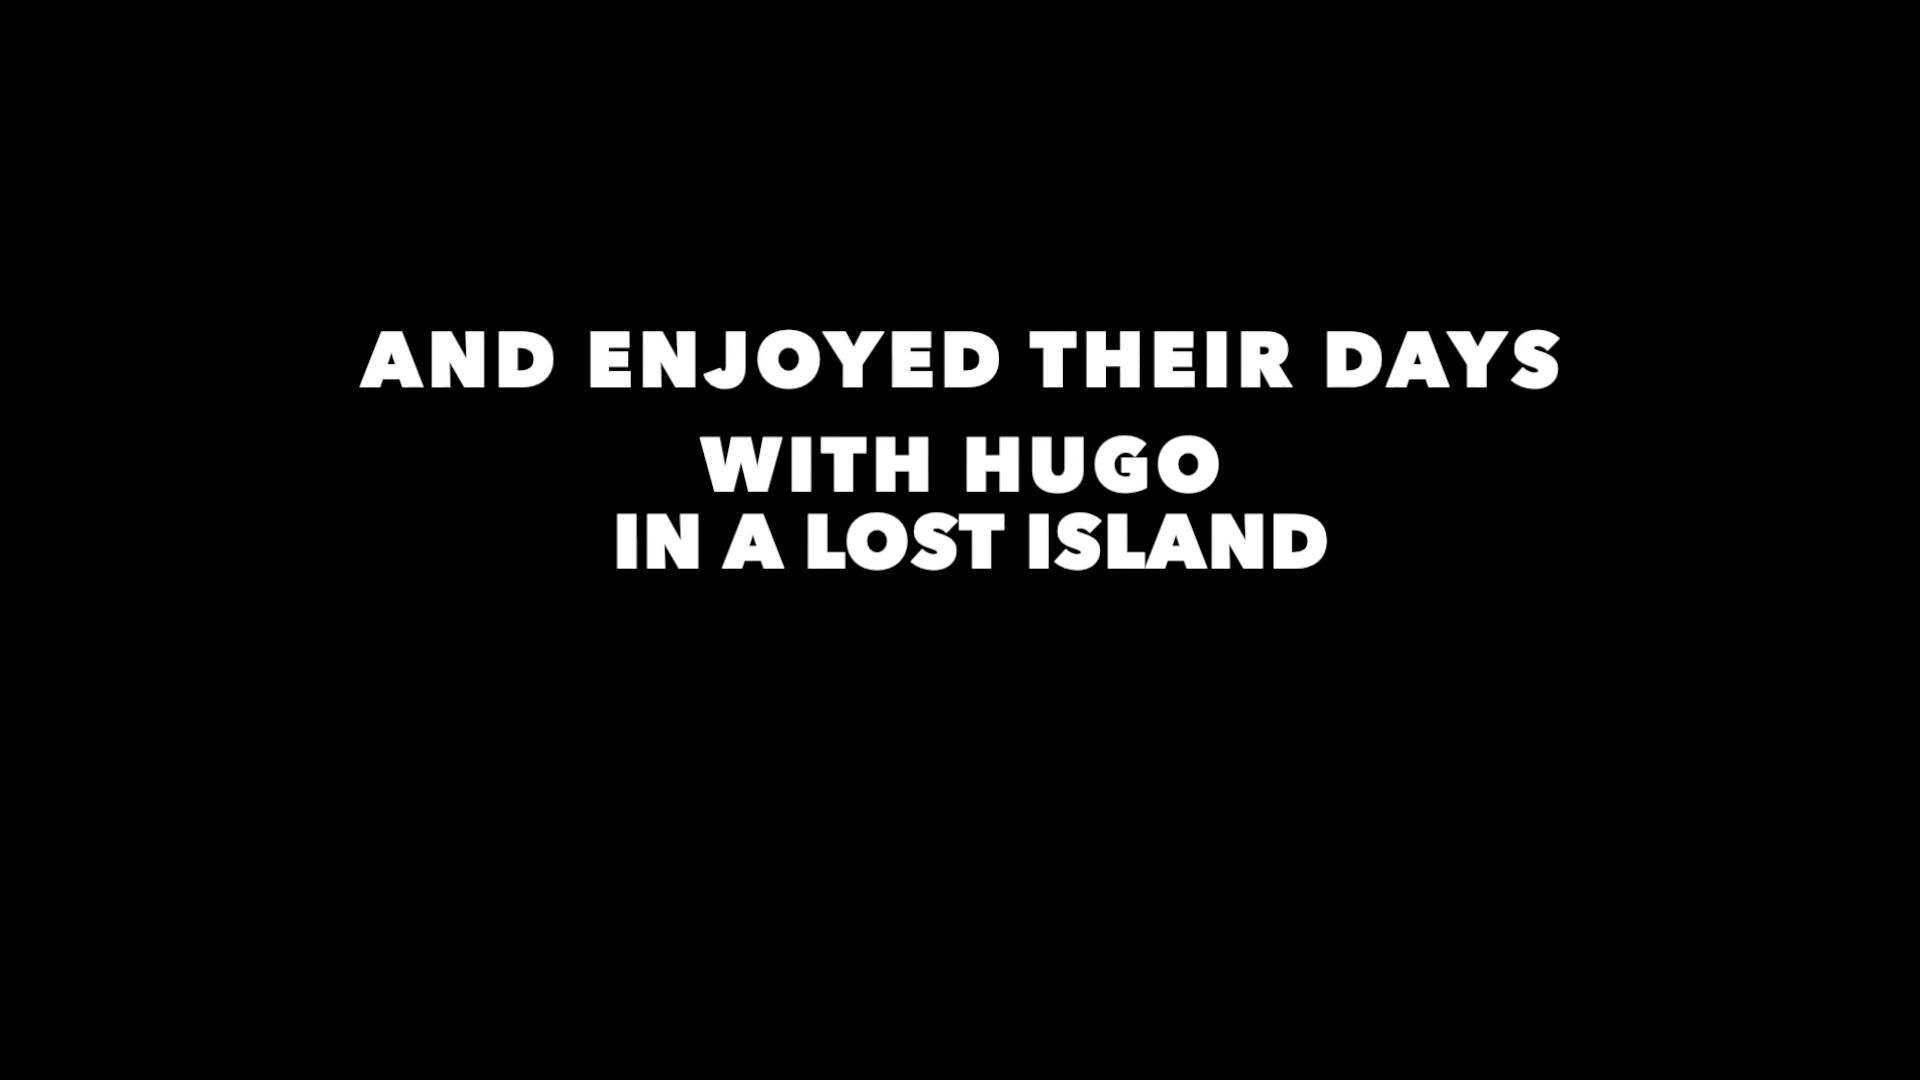 AND ENJOYED THEIR DAYS
WITH HUGO
IN A LOST ISLAND